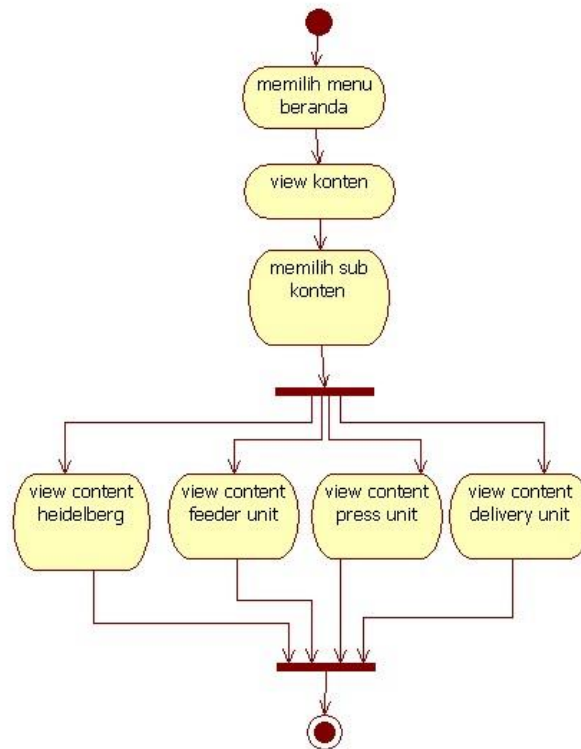 memilih menu
beranda
view konten
memilih sub
konten
view content
heidelberg
view content
feeder unit
view content
press unit
view content
delivery unit